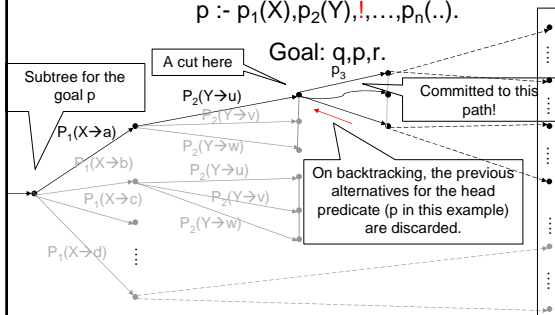 p :- p₁(X),p₂(Y),!,…,pₙ(..).
Goal: q,p,r.
A cut here
p₃
Subtree for the
goal p
Committed to this
path!
P₂(Y→u)
P₂(Y→v)
P₂(Y→w)
P₁(X→a)
P₁(X→b)
P₂(Y→u)
P₂(Y→v)
P₂(Y→w)
P₁(X→c)
P₁(X→d)
On backtracking, the previous
alternatives for the head
predicate (p in this example)
are discarded.